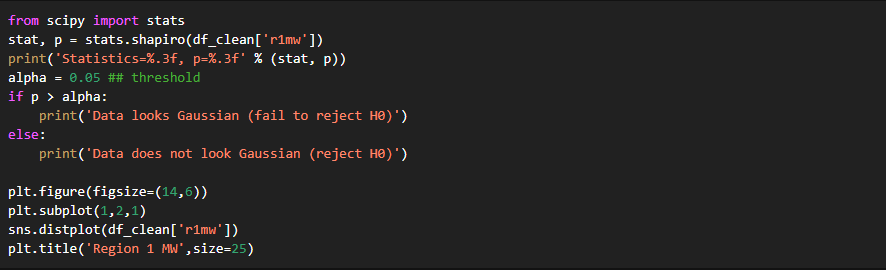 from scipy import stats
stat, p = stats.shapiro(df_clean['r1mw'])
print('Statistics=%.3f, p=%.3f' % (stat, p))
alpha = 0.05 ## threshold
if p > alpha:
    print('Data looks Gaussian (fail to reject H0)')
else:
    print('Data does not look Gaussian (reject H0)')

plt.figure(figsize=(14,6))
plt.subplot(1,2,1)
sns.distplot(df_clean['r1mw'])
plt.title('Region 1 MW',size=25)